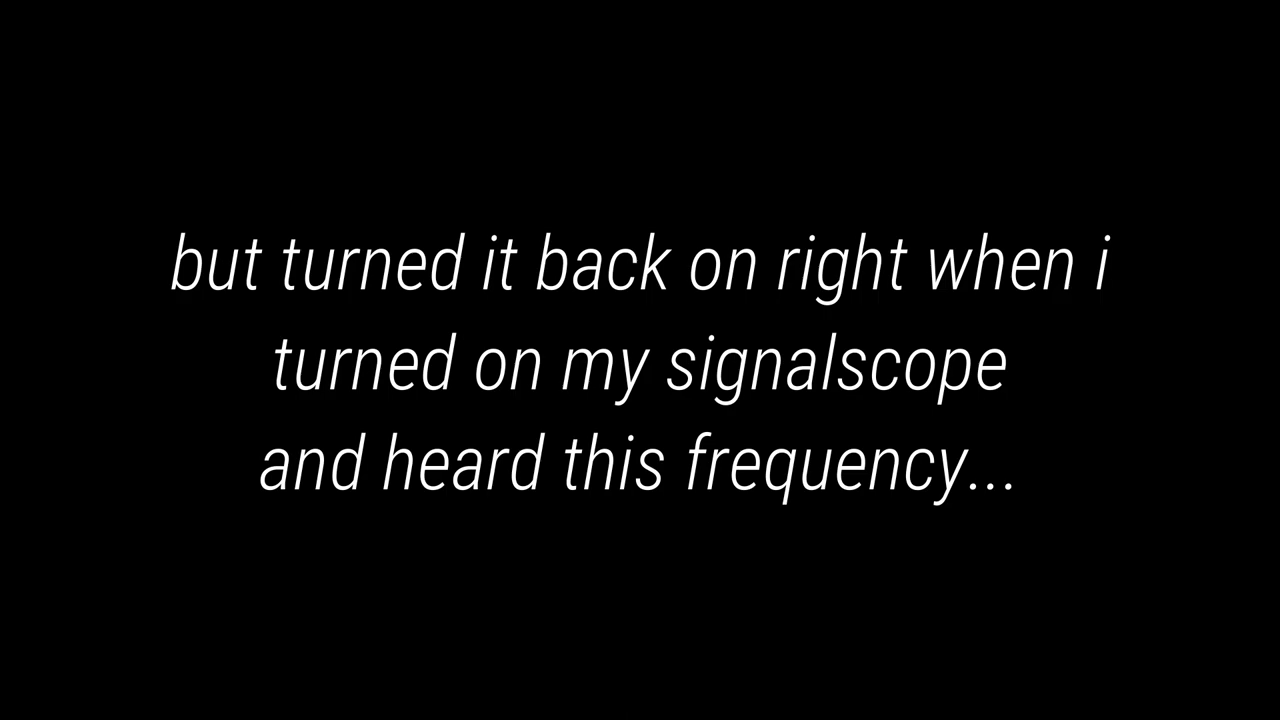 but turned it back on right when i
turned on my signalscope
and heard this frequency...